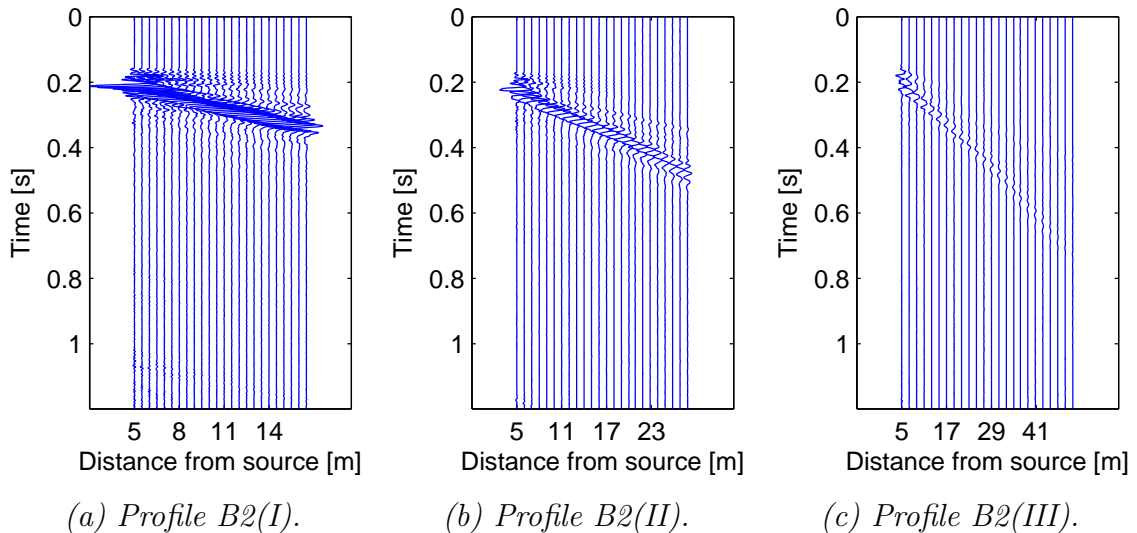 0
0.2
0.4
0.6
0.8
1
Time [s]
5 8 11 14
Distance from source [m]
(a) Profile B2(I).
0
0.2
0.4
0.6
0.8
1
Time [s]
5 11 17 23
Distance from source [m]
(b) Profile B2(II).
0
0.2
0.4
0.6
0.8
1
Time [s]
5 17 29 41
Distance from source [m]
(c) Profile B2(III).